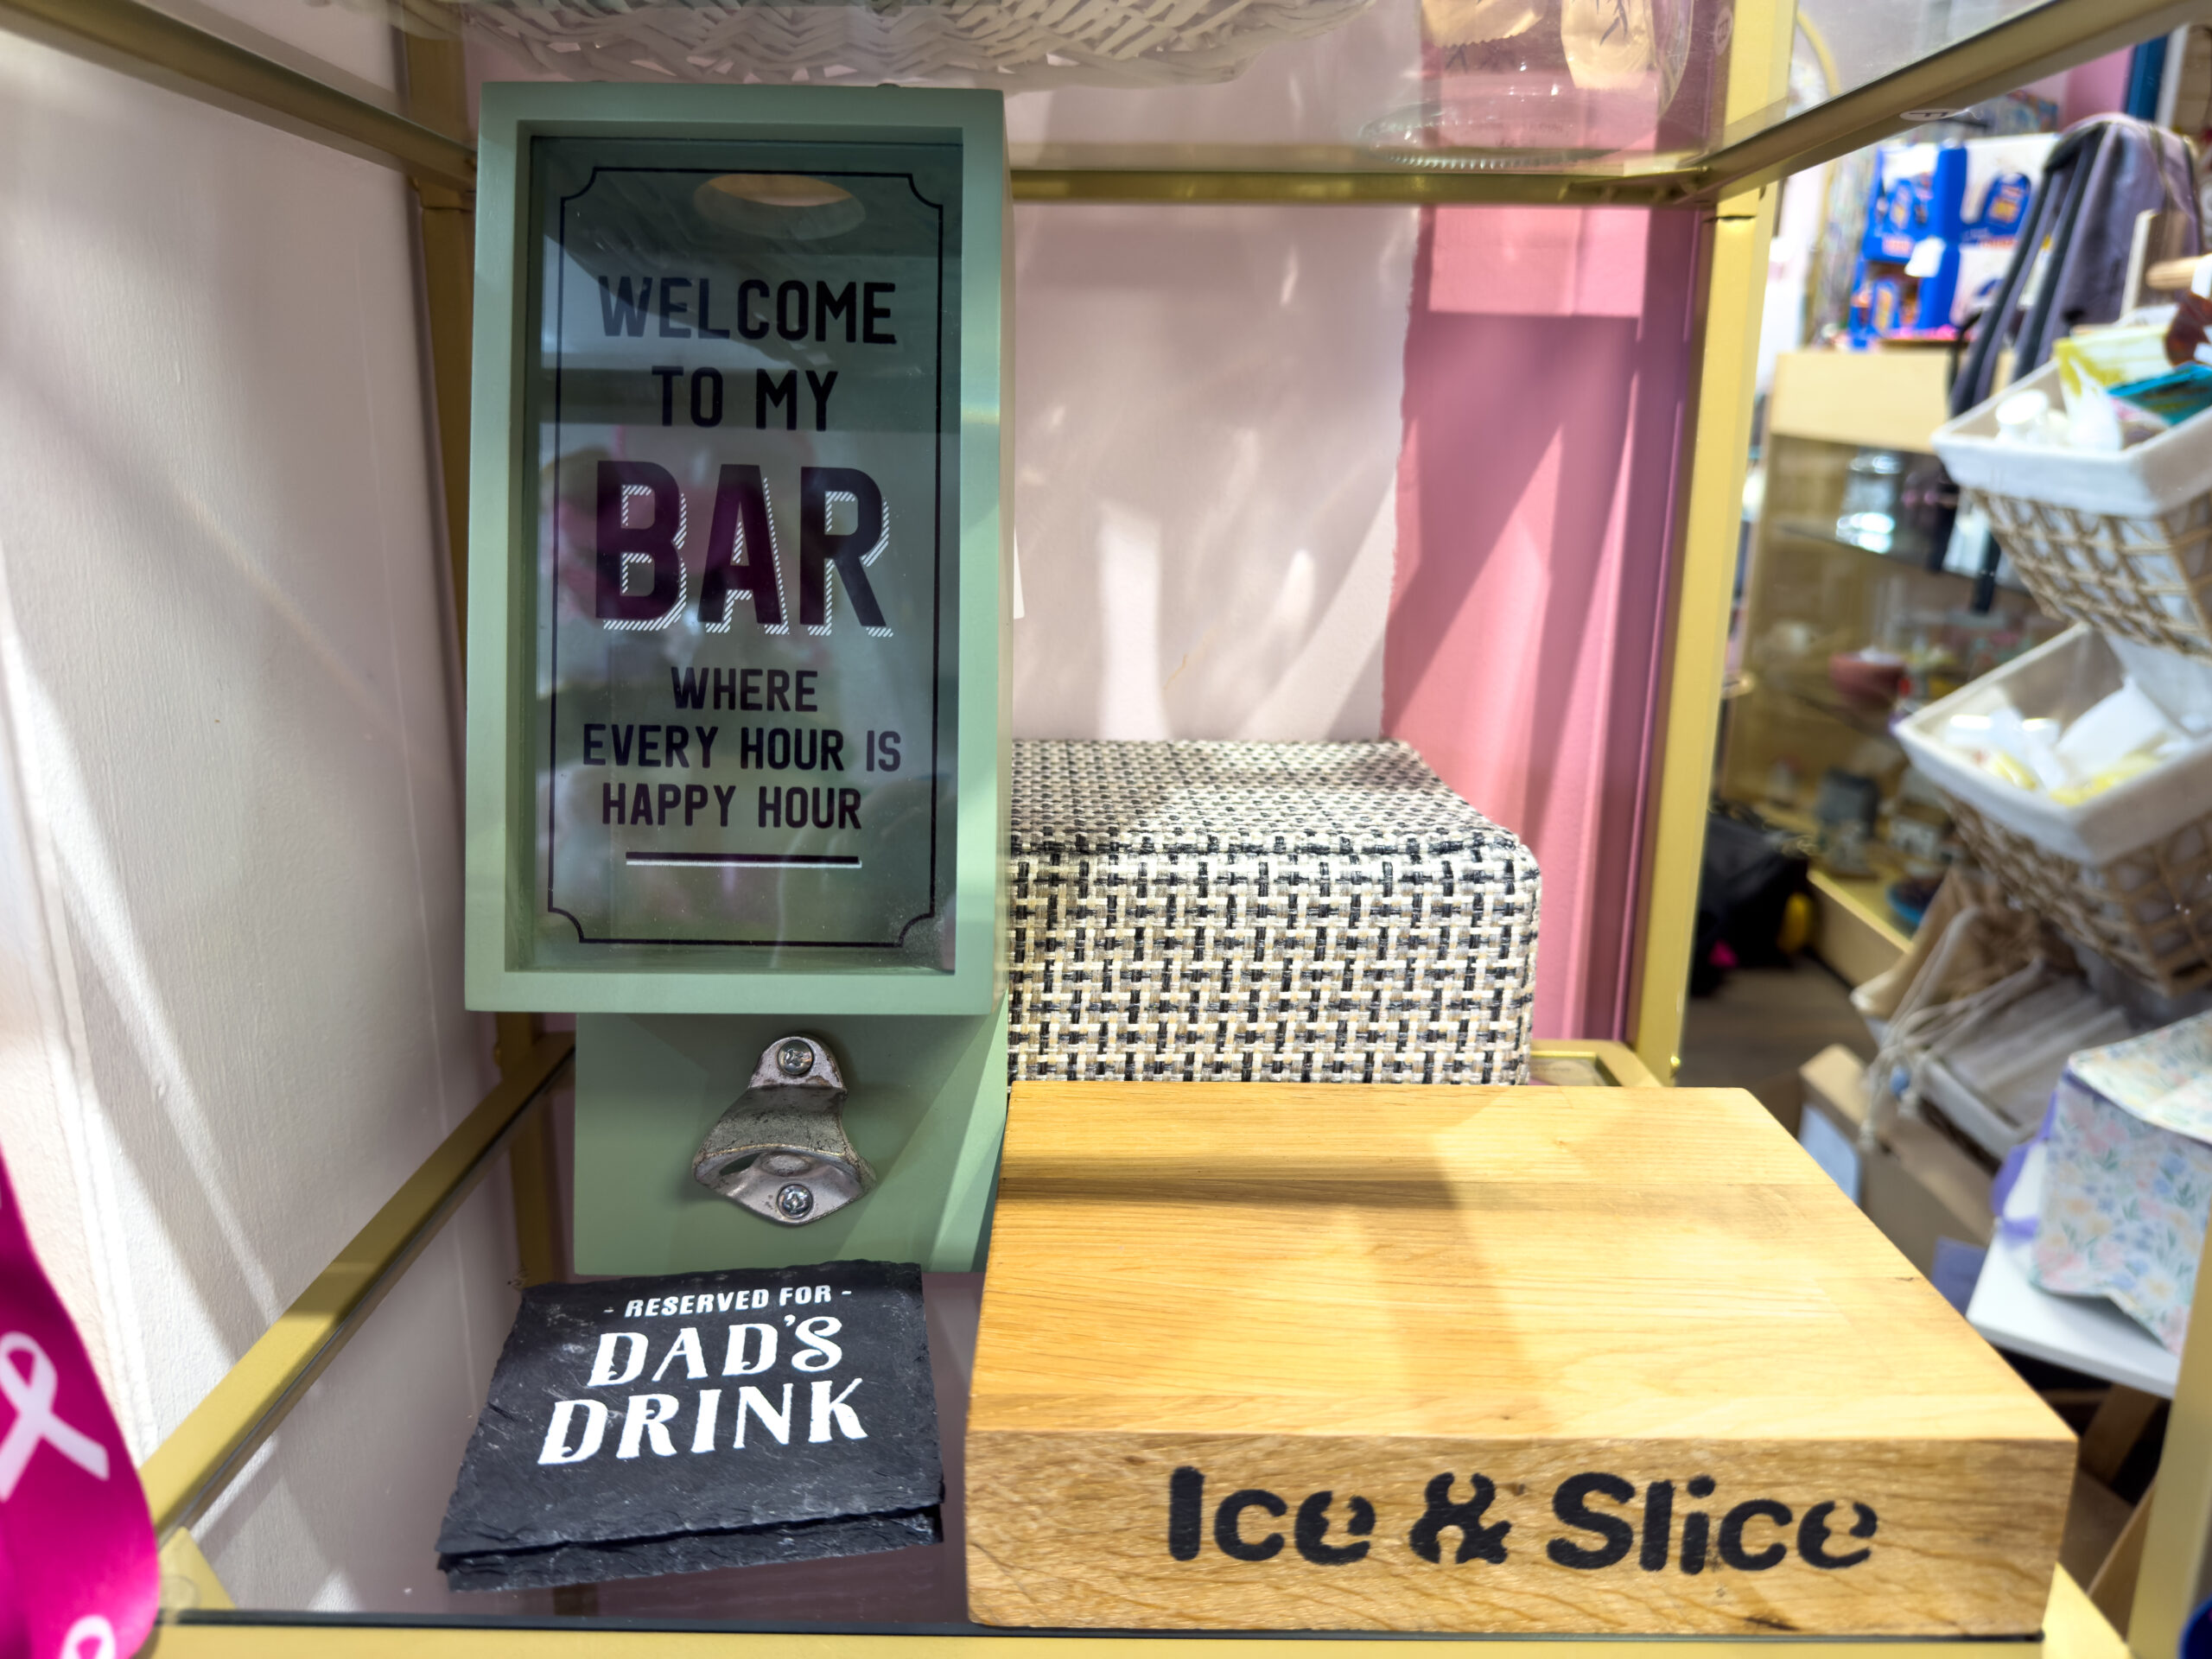 WELCOME
TO MY
BAR
WHERE
EVERY HOUR IS
HAPPY HOUR
- RESERVED FOR -
DAD'S
DRINK
Ice & Slice